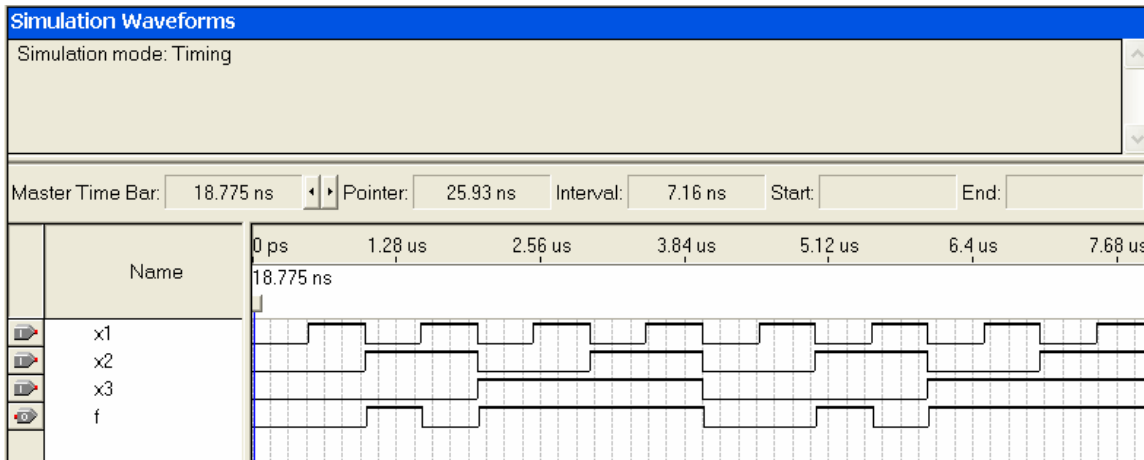 Simulation Waveforms
Simulation mode: Timing
Master Time Bar: 18.775 ns Pointer: 25.93 ns Interval: 7.16 ns Start: End:
Name
0 ps 1.28 us 2.56 us 3.84 us 5.12 us 6.4 us 7.68 us
18.775 ns
x1
x2
x3
f